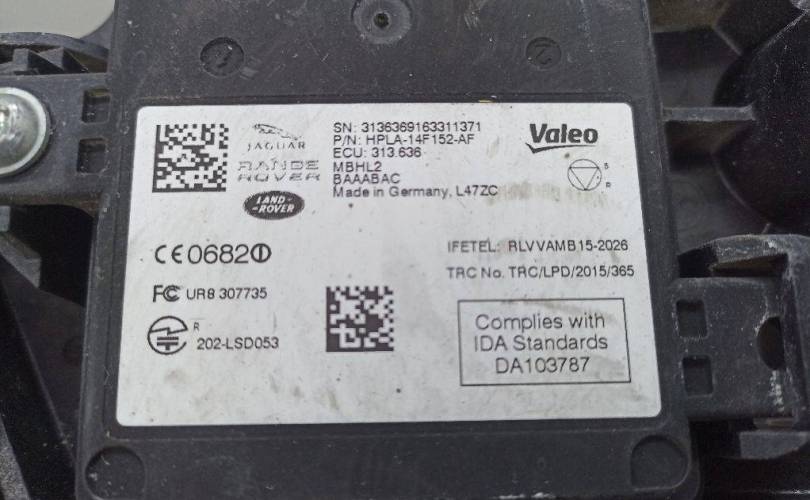 JAGUAR
RANGE
ROVER
LAND-
-ROVER
SN: 3136369163311371
P/N: HPLA-14F152-AF
ECU: 313.636
MBHL2
BAAABAC
Made in Germany, L47ZC
Valeo
S
R
CE0682
IFETEL: RLVVAMB15-2026
TRC No. TRC/LPD/2015/365
FC UR8 307735
R
202-LSD053
Complies with
IDA Standards
DA103787